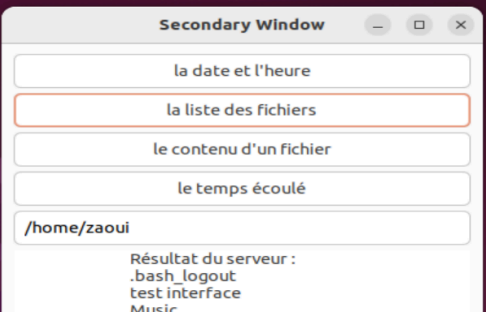 Secondary Window
la date et l'heure
la liste des fichiers
le contenu d'un fichier
le temps écoulé
/home/zaoui
Résultat du serveur :
.bash_logout
test interface
Music